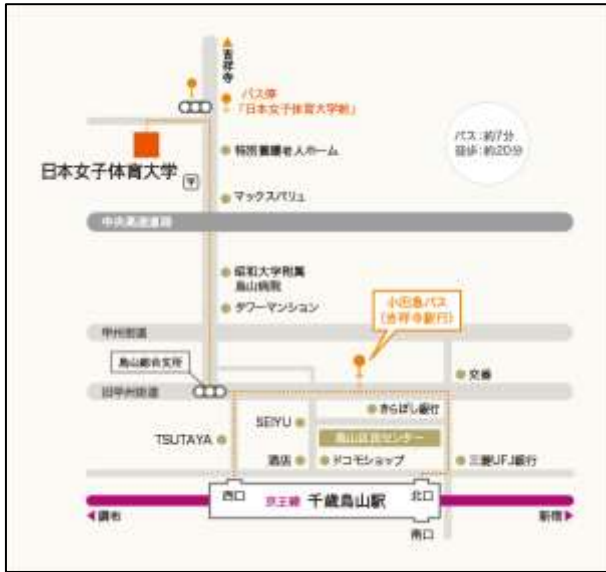 吉祥寺
バス停
「日本女子体育大学前」
バス:約7分
徒歩:約20分
特別養護老人ホーム
日本女子体育大学
マックスバリュ
中央高速道路
昭和大学附属
烏山病院
タワーマンション
小田急バス
(吉祥寺駅行)
甲州街道
烏山総合支所
交番
旧甲州街道
きらぼし銀行
SEIYU
TSUTAYA
烏山区民センター
酒店
ドコモショップ
三菱UFJ銀行
西口
京王線 千歳烏山駅
北口
調布
新宿
南口